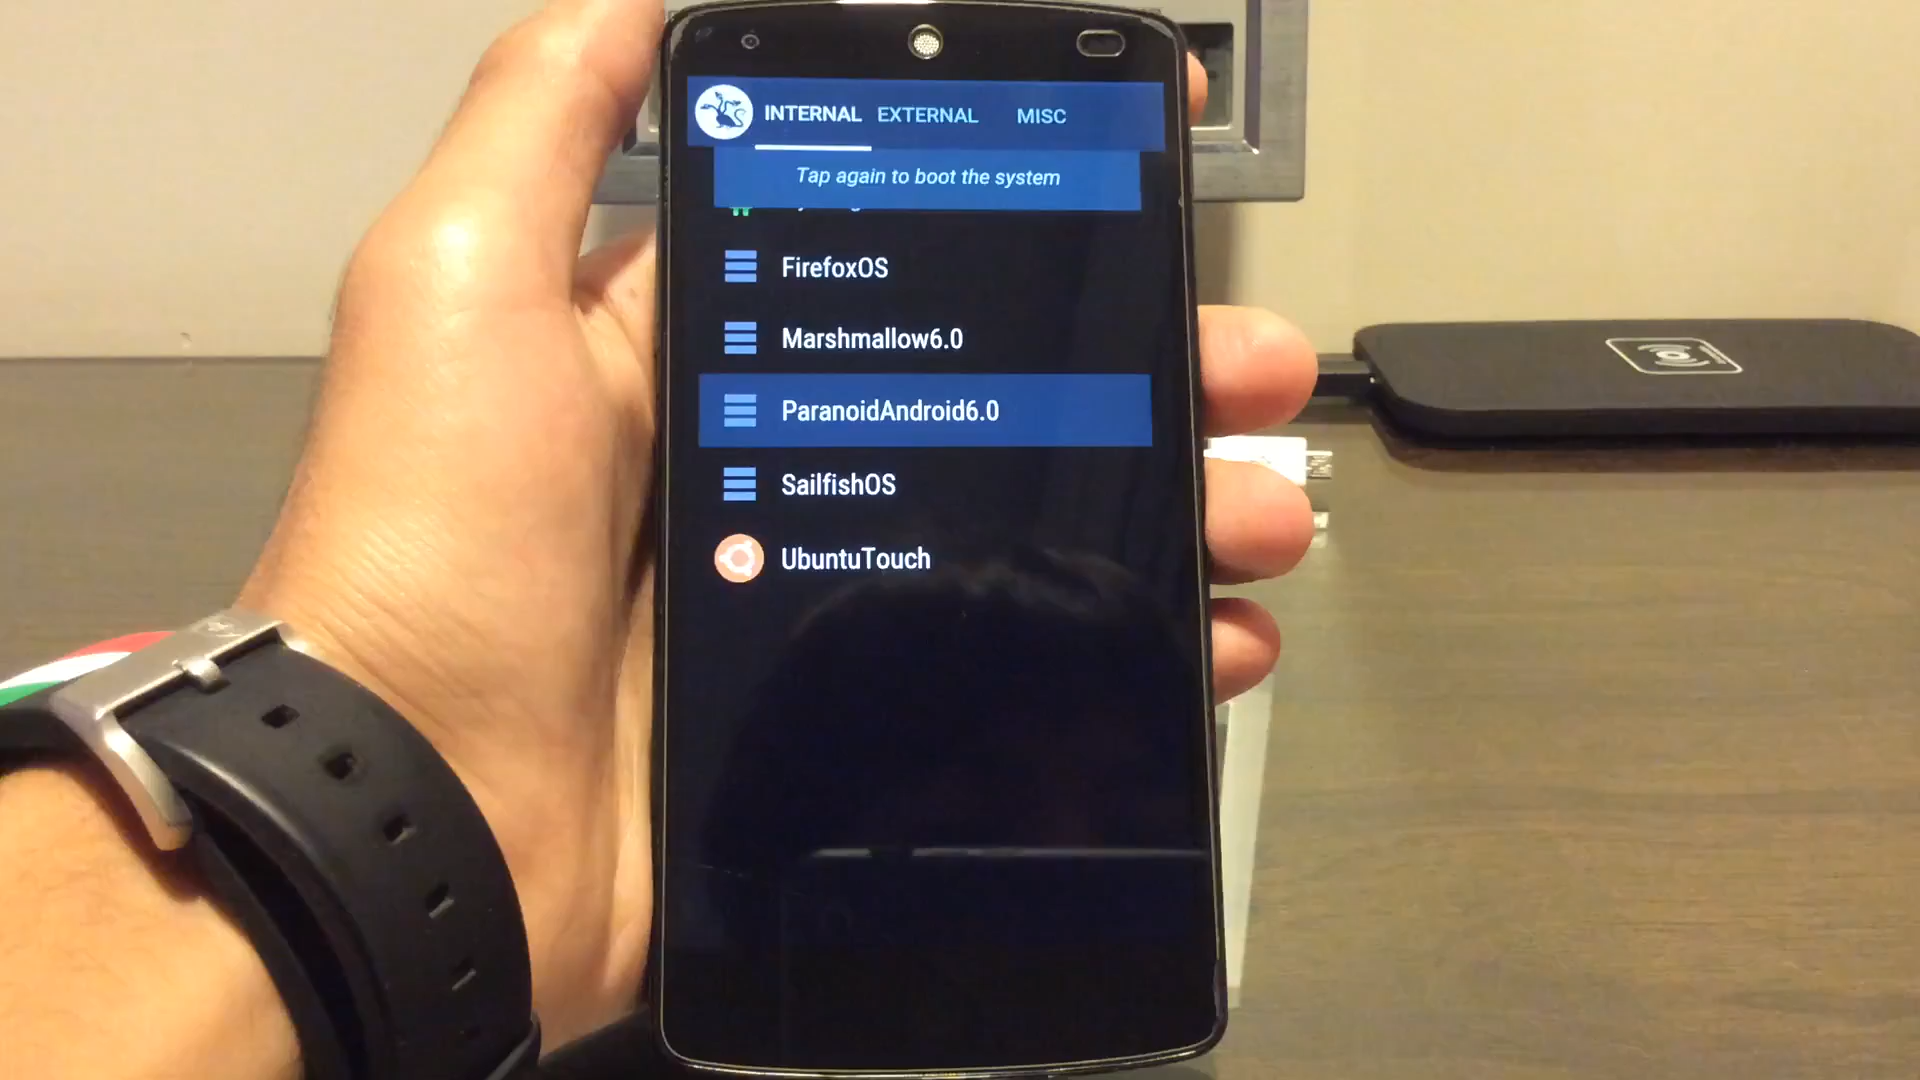 INTERNAL EXTERNAL MISC
Tap again to boot the system
FirefoxOS
Marshmallow6.0
ParanoidAndroid6.0
SailfishOS
UbuntuTouch